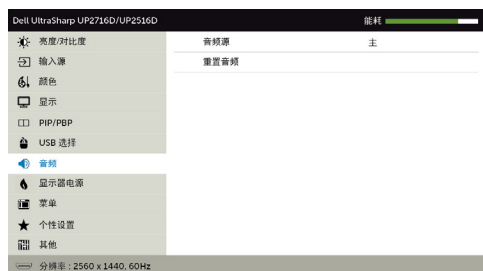 Dell UltraSharp UP2716D/UP2516D 能耗
亮度/对比度 音频源 主
输入源 重置音频
颜色
显示
PIP/PBP
USB 选择
音频
显示器电源
菜单
个性设置
其他
分辨率 : 2560 x 1440, 60Hz